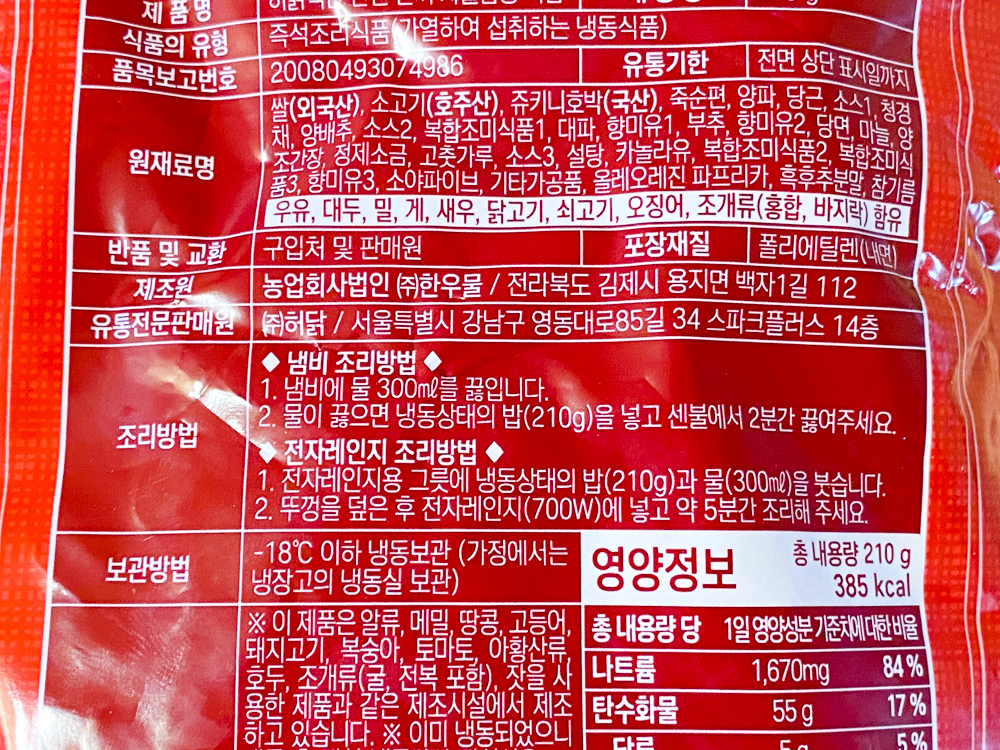 제품명
식품의 유형 즉석조리식품(가열하여 섭취하는 냉동식품)
품목보고번호 20080493074986 유통기한 전면 상단 표시일까지
원재료명
쌀(외국산), 소고기(호주산), 쥬키니호박(국산), 죽순편, 양파, 당근, 소스1, 청경
채, 양배추, 소스2, 복합조미식품1, 대파, 향미유1, 부추, 향미유2, 당면, 마늘, 양
조간장, 정제소금, 고춧가루, 소스3, 설탕, 카놀라유, 복합조미식품2, 복합조미식
품3, 향미유3, 소야파이브, 기타가공품, 올레오레진 파프리카, 흑후추분말, 참기름
우유, 대두, 밀, 게, 새우, 닭고기, 쇠고기, 오징어, 조개류(홍합, 바지락) 함유
반품 및 교환 구입처 및 판매원 포장재질 폴리에틸렌(내면)
제조원 농업회사법인 ㈜한우물 / 전라북도 김제시 용지면 백자1길 112
유통전문판매원 ㈜허닭 / 서울특별시 강남구 영동대로85길 34 스파크플러스 14층
조리방법
◆ 냄비 조리방법 ◆
1. 냄비에 물 300㎖를 끓입니다.
2. 물이 끓으면 냉동상태의 밥(210g)을 넣고 센불에서 2분간 끓여주세요.
◆ 전자레인지 조리방법 ◆
1. 전자레인지용 그릇에 냉동상태의 밥(210g)과 물(300㎖)을 붓습니다.
2. 뚜껑을 덮은 후 전자레인지(700W)에 넣고 약 5분간 조리해 주세요.
보관방법
-18℃ 이하 냉동보관 (가정에서는
냉장고의 냉동실 보관)
※ 이 제품은 알류, 메밀, 땅콩, 고등어,
돼지고기, 복숭아, 토마토, 아황산류,
호두, 조개류(굴, 전복 포함), 잣을 사
용한 제품과 같은 제조시설에서 제조
하고 있습니다. ※ 이미 냉동되었으니
영양정보 총 내용량 210 g
385 kcal
총 내용량 당 1일 영양성분 기준치에 대한 비율
나트륨 1,670mg 84 %
탄수화물 55 g 17 %
당류 5 g 5 %